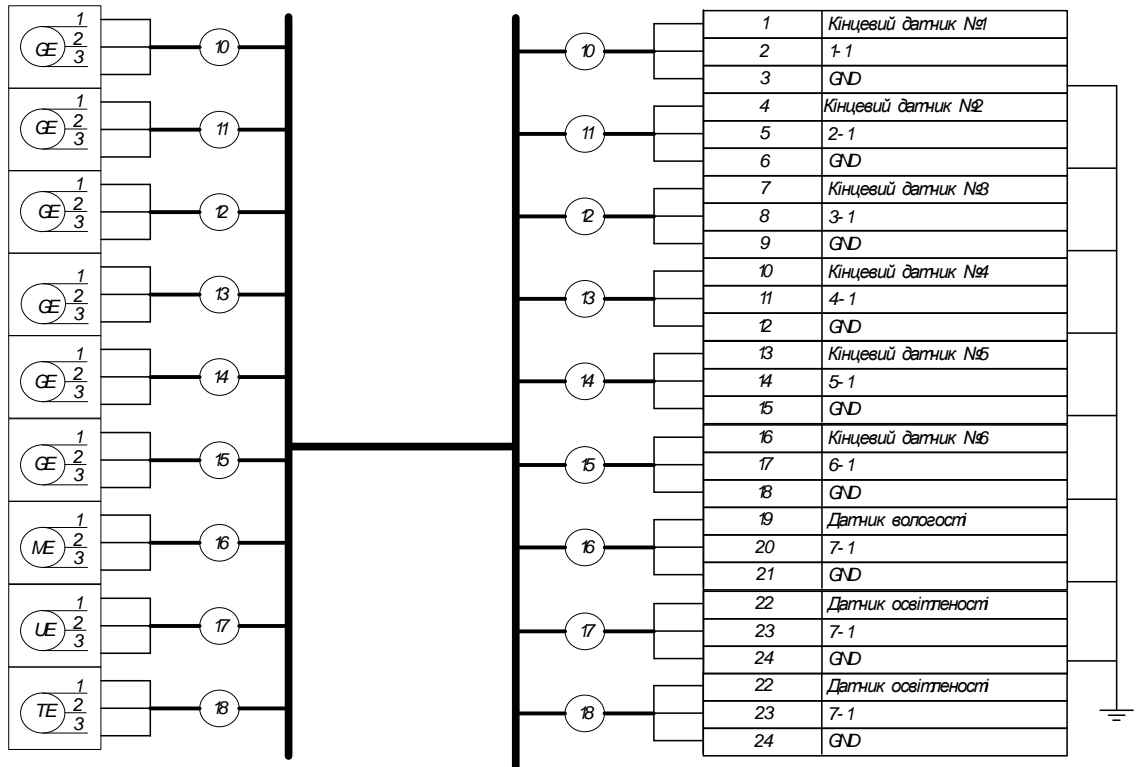 1
GE 2
3
10
1
GE 2
3
11
1
GE 2
3
12
1
GE 2
3
13
1
GE 2
3
14
1
GE 2
3
15
1
ME 2
3
16
1
UE 2
3
17
1
TE 2
3
18
10
11
12
13
14
15
16
17
18
1 Кінцевий датчик №1
2 1-1
3 GND
4 Кінцевий датчик №2
5 2-1
6 GND
7 Кінцевий датчик №3
8 3-1
9 GND
10 Кінцевий датчик №4
11 4-1
12 GND
13 Кінцевий датчик №5
14 5-1
15 GND
16 Кінцевий датчик №6
17 6-1
18 GND
19 Датчик вологості
20 7-1
21 GND
22 Датчик освітлености
23 7-1
24 GND
22 Датчик освітлености
23 7-1
24 GND